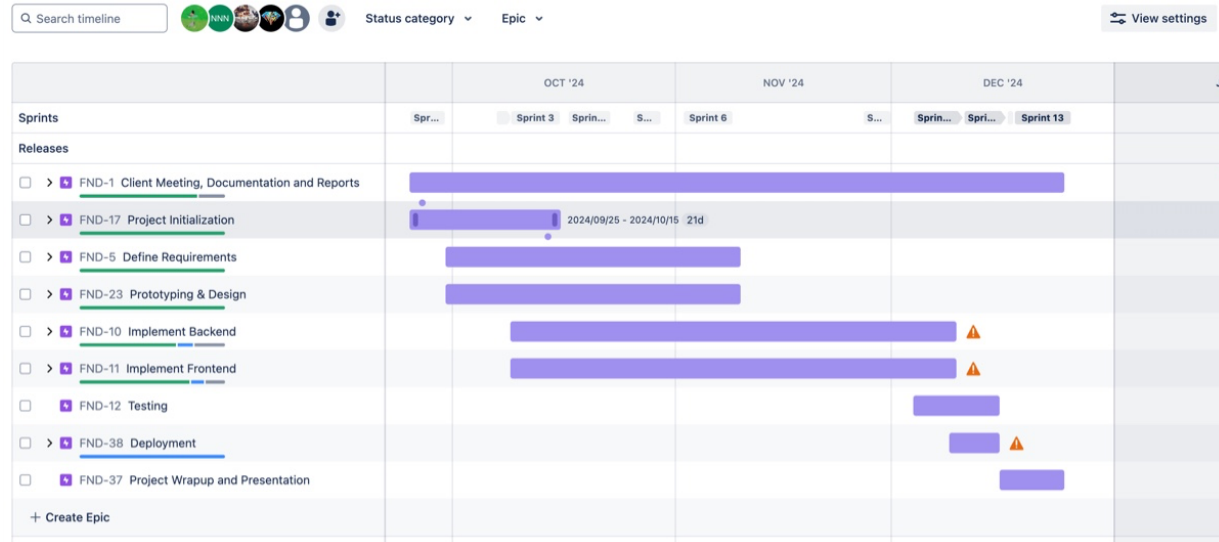 Search timeline
NNN
Status category
Epic
View settings
OCT '24
NOV '24
DEC '24
Sprints
Spr...
Sprint 3
Sprin...
S...
Sprint 6
S...
Sprin...
Spri...
Sprint 13
Releases
FND-1 Client Meeting, Documentation and Reports
FND-17 Project Initialization
2024/09/25 - 2024/10/15 21d
FND-5 Define Requirements
FND-23 Prototyping & Design
FND-10 Implement Backend
FND-11 Implement Frontend
FND-12 Testing
FND-38 Deployment
FND-37 Project Wrapup and Presentation
+ Create Epic